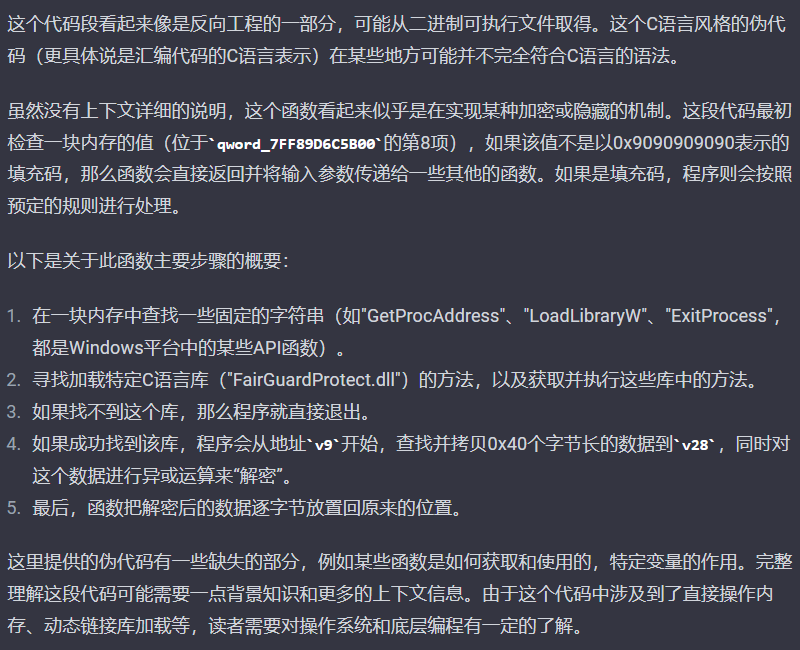 这个代码段看起来像是反向工程的一部分，可能从二进制可执行文件取得。这个C语言风格的伪代
码（更具体说是汇编代码的C语言表示）在某些地方可能并不完全符合C语言的语法。
虽然没有上下文详细的说明，这个函数看起来似乎是在实现某种加密或隐藏的机制。这段代码最初
检查一块内存的值（位于`qword_7FF89D6C5B00`的第8项），如果该值不是以0x9090909090表示的
填充码，那么函数会直接返回并将输入参数传递给一些其他的函数。如果是填充码，程序则会按照
预定的规则进行处理。
以下是关于此函数主要步骤的概要：
1. 在一块内存中查找一些固定的字符串（如"GetProcAddress"、"LoadLibraryW"、"ExitProcess"，
都是Windows平台中的某些API函数）。
2. 寻找加载特定C语言库（"FairGuardProtect.dll"）的方法，以及获取并执行这些库中的方法。
3. 如果找不到这个库，那么程序就直接退出。
4. 如果成功找到该库，程序会从地址`v9`开始，查找并拷贝0x40个字节长的数据到`v28`，同时对
这个数据进行异或运算来“解密”。
5. 最后，函数把解密后的数据逐字节放置回原来的位置。
这里提供的伪代码有一些缺失的部分，例如某些函数是如何获取和使用的，特定变量的作用。完整
理解这段代码可能需要一点背景知识和更多的上下文信息。由于这个代码中涉及到了直接操作内
存、动态链接库加载等，读者需要对操作系统和底层编程有一定的了解。